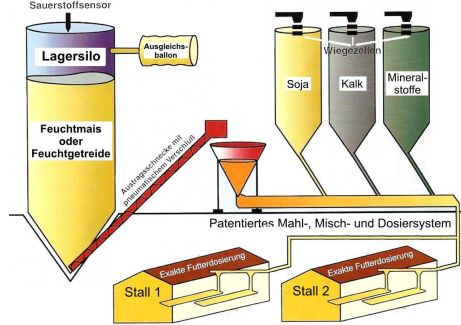 Sauerstoffsensor
Lagersilo
Ausgleichs-
ballon
Feuchtmais
oder
Feuchtgetreide
Austragsschnecke mit
pneumatischem Verschluß
Wiegezellen
Soja
Kalk
Mineral-
stoffe
Patentiertes Mahl-, Misch- und Dosiersystem
Exakte Futterdosierung
Stall 1
Exakte Futterdosierung
Stall 2